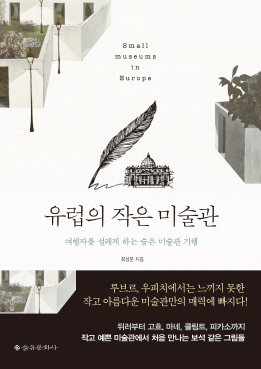 Small
museums
in
Europe
유럽의 작은 미술관
여행자를 설레게 하는 숨은 미술관 기행
최상운 지음
루브르, 우피치에서는 느끼지 못한
작고 아름다운 미술관만의 매력에 빠지다!
뒤러부터 고흐, 마네, 클림트, 피카소까지
작고 예쁜 미술관에서 처음 만나는 보석 같은 그림들
을유문화사